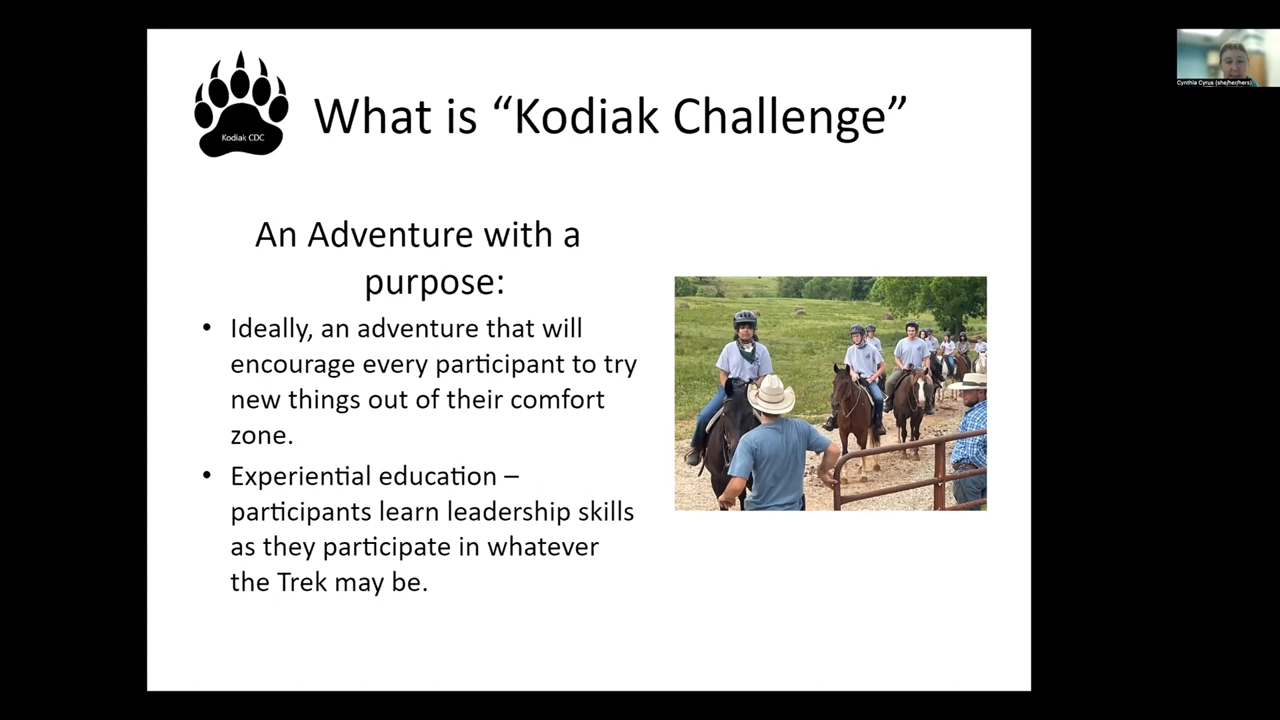 Kodiak CDC
What is “Kodiak Challenge”
An Adventure with a
purpose:
• Ideally, an adventure that will
encourage every participant to try
new things out of their comfort
zone.
• Experiential education –
participants learn leadership skills
as they participate in whatever
the Trek may be.
Cynthia Cyrus (she/her/hers)